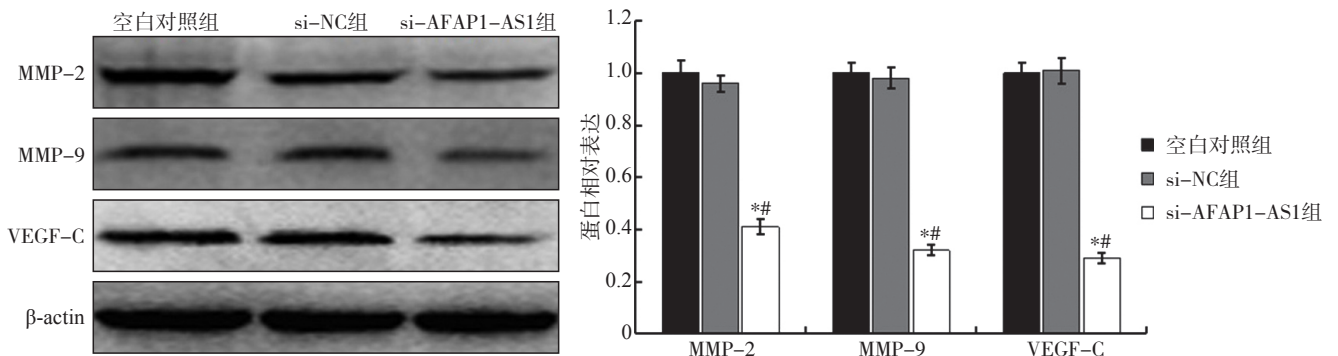 空白对照组 si-NC组 si-AFAP1-AS1组
MMP-2
MMP-9
VEGF-C
β-actin
蛋白相对表达
1.2
1.0
0.8
0.6
0.4
0.2
0
*#
*#
*#
MMP-2 MMP-9 VEGF-C
空白对照组
si-NC组
si-AFAP1-AS1组